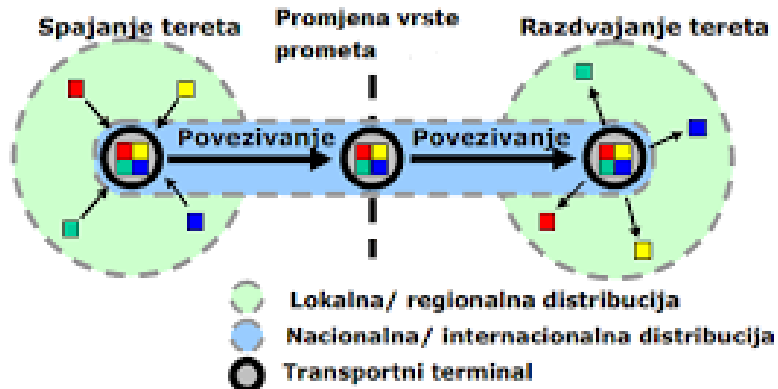 Spajanje tereta
Promjena vrste
prometa
Razdvajanje tereta
Povezivanje
Povezivanje
Lokalna/ regionalna distribucija
Nacionalna/ internacionalna distribucija
Transportni terminal